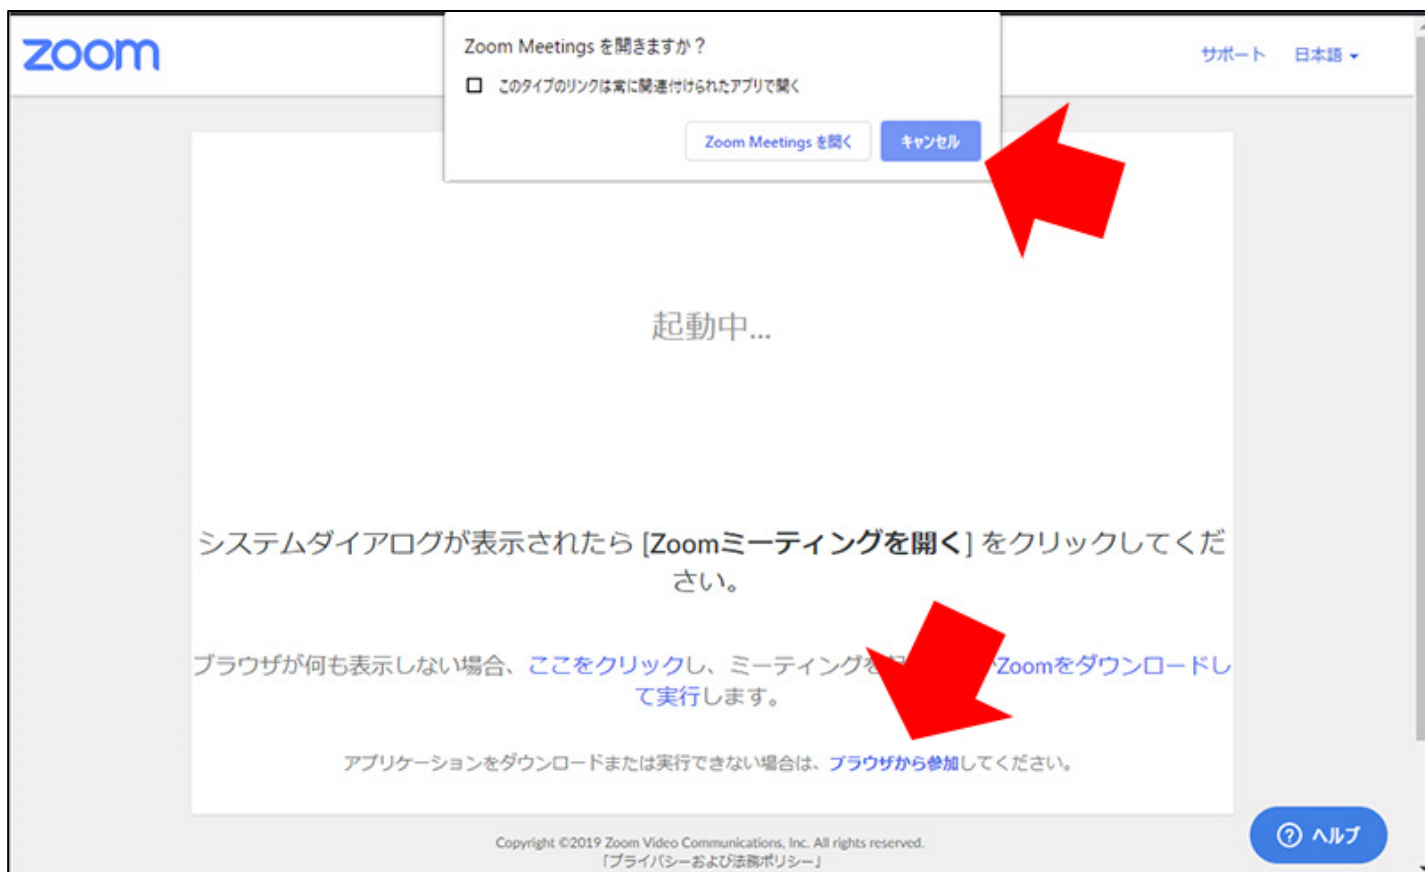 zoom
サポート 日本語
Zoom Meetings を開きますか？
このタイプのリンクは常に関連付けられたアプリで開く
Zoom Meetings を開く キャンセル
起動中...
システムダイアログが表示されたら [Zoomミーティングを開く] をクリックしてくだ
さい。
ブラウザが何も表示しない場合、ここをクリックし、ミーティングを Zoomをダウンロードし
て実行します。
アプリケーションをダウンロードまたは実行できない場合は、ブラウザから参加してください。
Copyright ©2019 Zoom Video Communications, Inc. All rights reserved.
「プライバシーおよび法務ポリシー」
ヘルプ